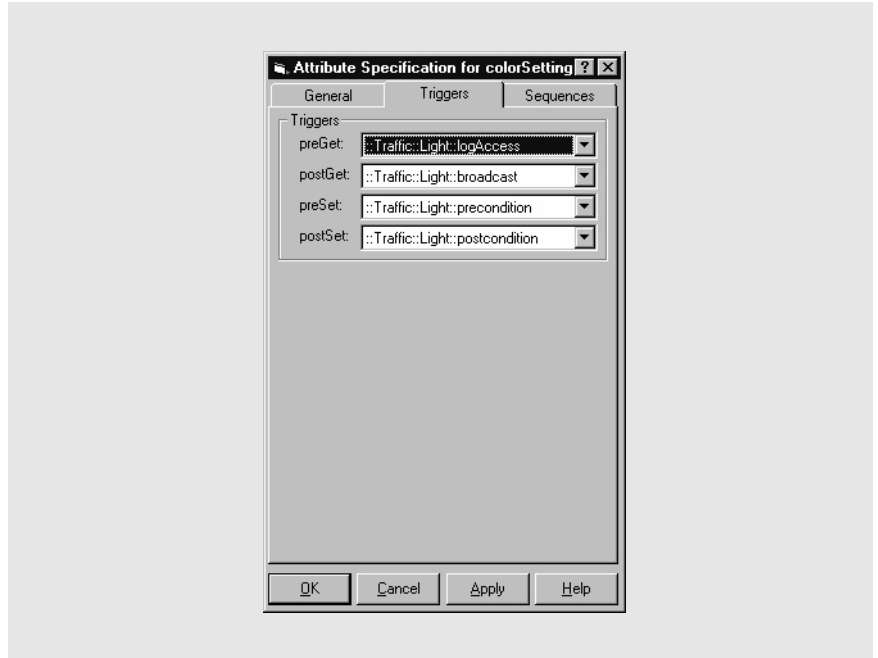 Attribute Specification for colorSetting ? X
General Triggers Sequences
Triggers
preGet: ::Traffic::Light::logAccess
postGet: ::Traffic::Light::broadcast
preSet: ::Traffic::Light::precondition
postSet: ::Traffic::Light::postcondition
OK Cancel Apply Help